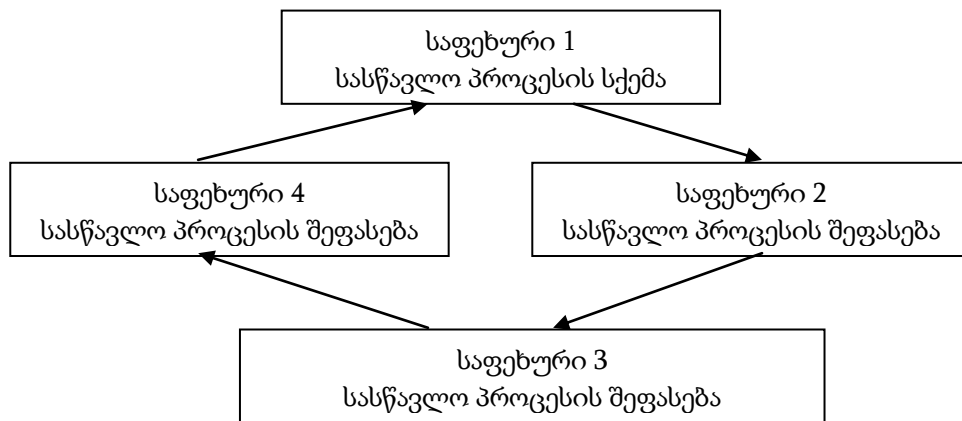 საფეხური 1
სასწავლო პროცესის სქემა
საფეხური 4
სასწავლო პროცესის შეფასება
საფეხური 2
სასწავლო პროცესის შეფასება
საფეხური 3
სასწავლო პროცესის შეფასება